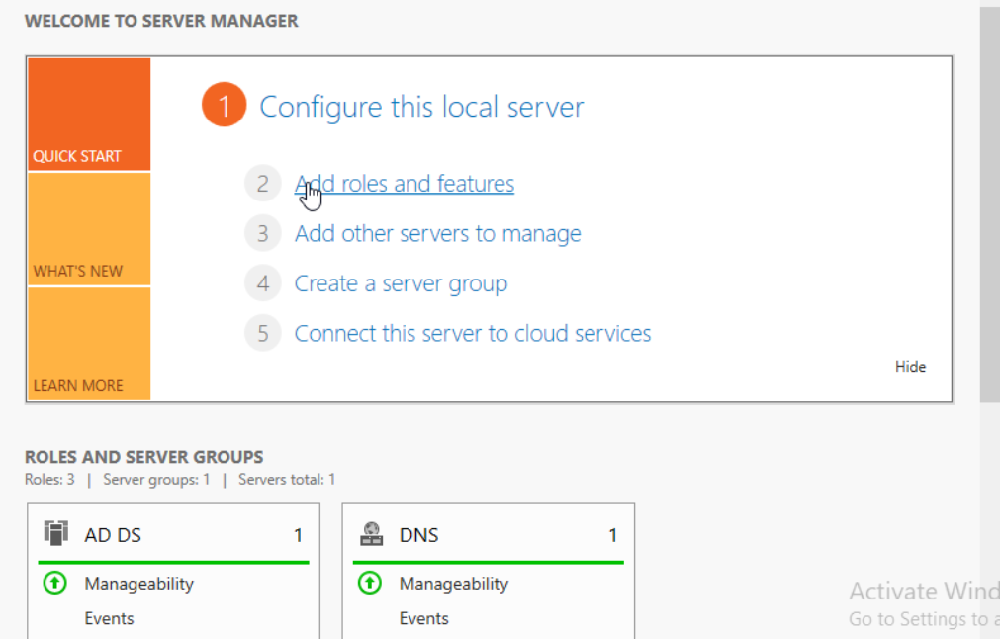 WELCOME TO SERVER MANAGER
QUICK START
WHAT'S NEW
LEARN MORE
1 Configure this local server
2 Add roles and features
3 Add other servers to manage
4 Create a server group
5 Connect this server to cloud services
Hide
ROLES AND SERVER GROUPS
Roles: 3 | Server groups: 1 | Servers total: 1
AD DS 1
Manageability
Events
DNS 1
Manageability
Events
Activate Wind
Go to Settings to a